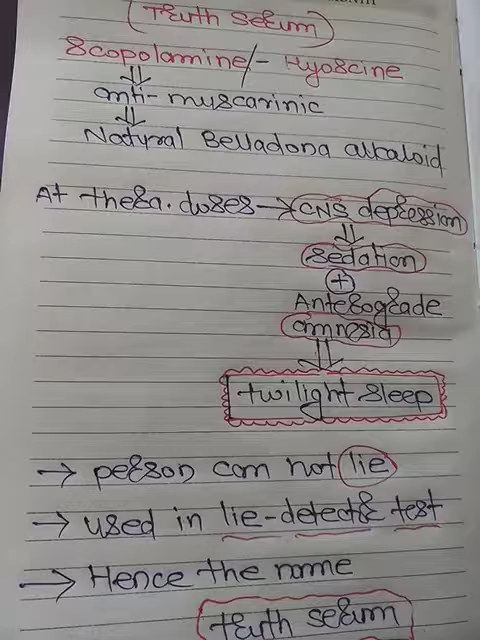 Truth Serum
Scopolamine/- Hyoscine
⇓
anti-muscarinic
⇓
Natural Belladona alkaloid
At thera. doses → CNS depression
⇓
sedation
+
Anterograde
amnesia
⇓
twilight sleep
→ person can not lie
→ used in lie-detectr test
→ Hence the name
truth serum